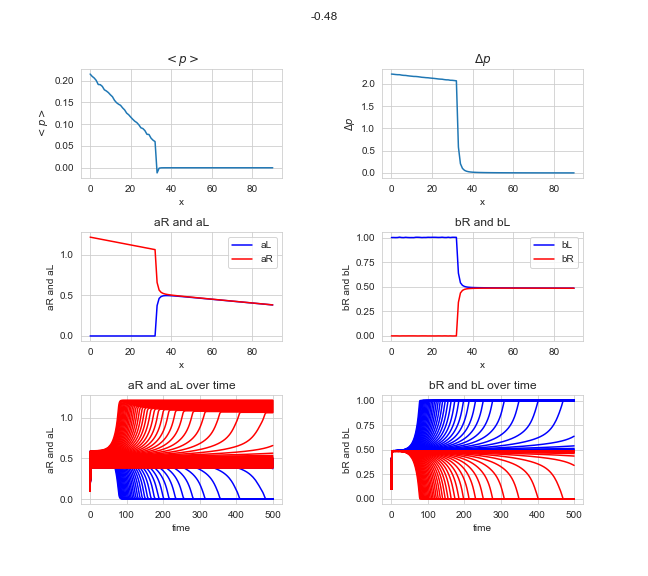 -0.48
< p >
< p >
0.20
0.15
0.10
0.05
0.00
0 20 40 60 80
x
Δp
Δp
2.0
1.5
1.0
0.5
0.0
0 20 40 60 80
x
aR and aL
aR and aL
1.0
0.5
0.0
aL
aR
0 20 40 60 80
x
bR and bL
bR and bL
1.00
0.75
0.50
0.25
0.00
bL
bR
0 20 40 60 80
x
aR and aL over time
aR and aL
1.0
0.5
0.0
0 100 200 300 400 500
time
bR and bL over time
bR and bL
1.00
0.75
0.50
0.25
0.00
0 100 200 300 400 500
time